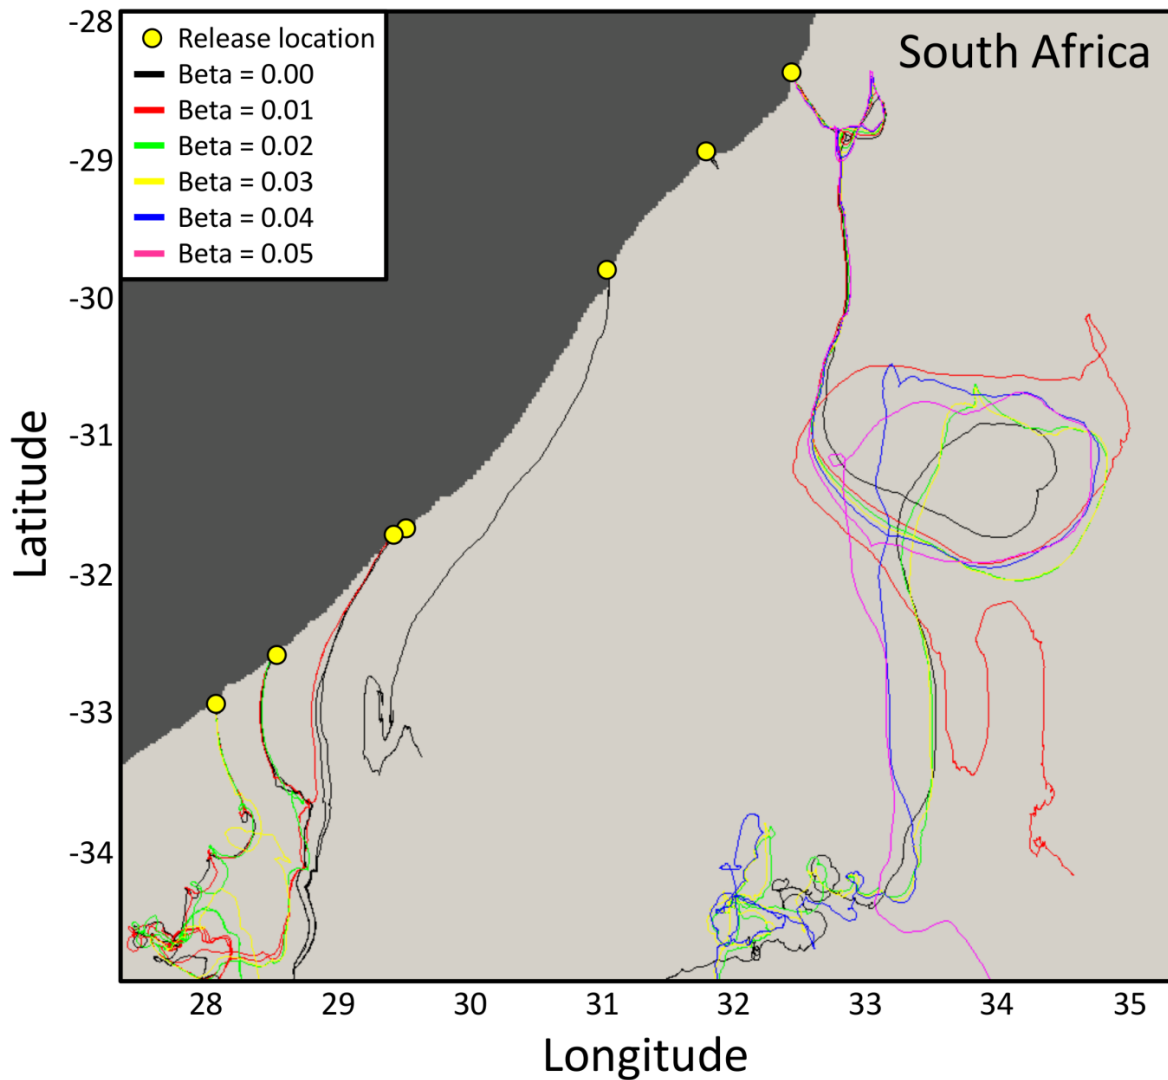 South Africa
Release location
Beta = 0.00
Beta = 0.01
Beta = 0.02
Beta = 0.03
Beta = 0.04
Beta = 0.05
Latitude
-28
-29
-30
-31
-32
-33
-34
28 29 30 31 32 33 34 35
Longitude